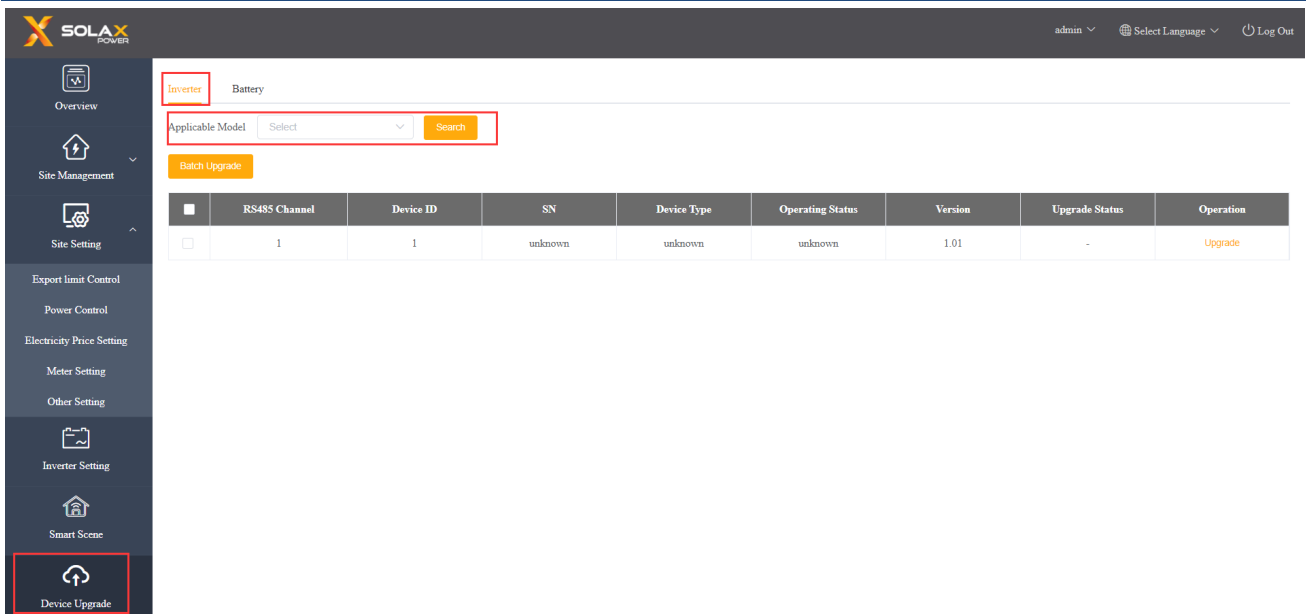 SOLAX
POWER
admin
Select Language
Log Out
Overview
Site Management
Site Setting
Export limit Control
Power Control
Electricity Price Setting
Meter Setting
Other Setting
Inverter Setting
Smart Scene
Device Upgrade
Inverter Battery
Applicable Model Select Search
Batch Upgrade
RS485 Channel Device ID SN Device Type Operating Status Version Upgrade Status Operation
1 1 unknown unknown unknown 1.01 - Upgrade